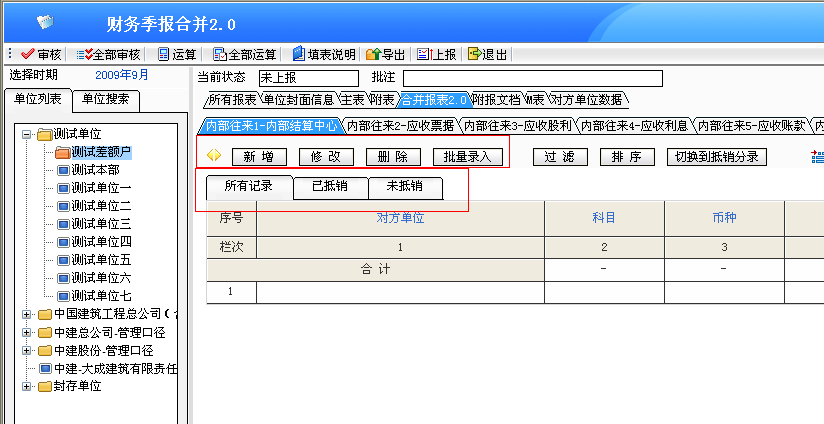 财务季报合并2.0
审核 全部审核 运算 全部运算 填表说明 导出 上报 退出
选择时期 2009年9月
当前状态 未上报 批注
单位列表 单位搜索
所有报表 单位封面信息 主表 附表 合并报表2.0 附报文档 M表 对方单位数据
内部往来1-内部结算中心 内部往来2-应收票据 内部往来3-应收股利 内部往来4-应收利息 内部往来5-应收账款
新增 修改 删除 批量录入 过滤 排序 切换到抵销分录
所有记录 已抵销 未抵销
序号 对方单位 科目 币种
栏次 1 2 3
合计 - -
1
测试单位
测试差额户
测试本部
测试单位一
测试单位二
测试单位三
测试单位四
测试单位五
测试单位六
测试单位七
中国建筑工程总公司(
中建总公司-管理口径
中建股份-管理口径
中建-大成建筑有限责任
封存单位